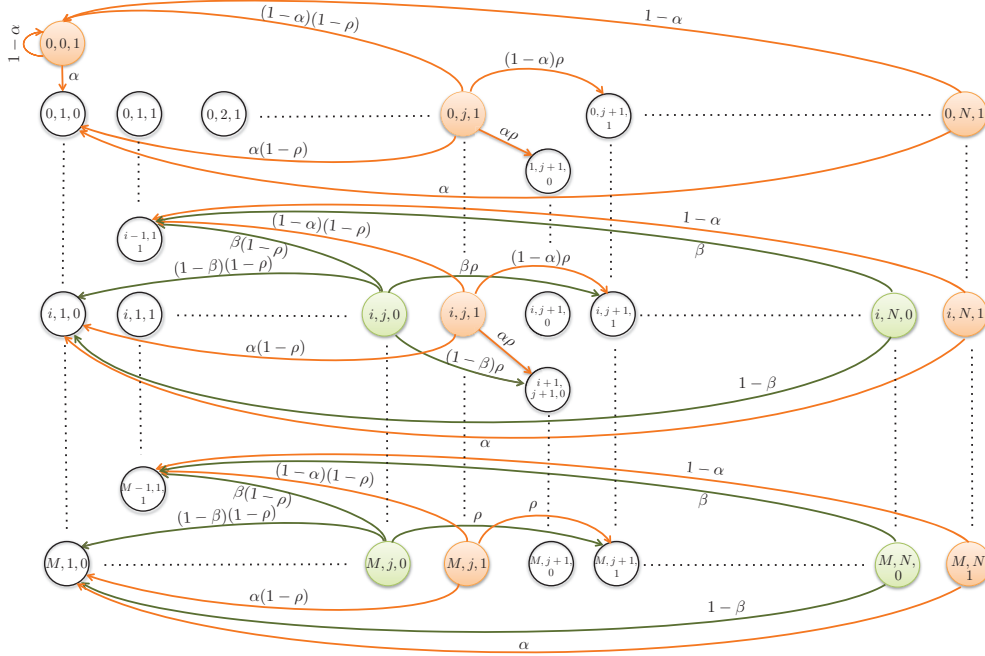 (1 − α)(1 − ρ)
1 − α
1 − α
0, 0, 1
α
(1 − α)ρ
0, 1, 0
0, 1, 1
0, 2, 1
0, j, 1
0, j+1,
1
0, N, 1
αρ
α(1 − ρ)
1, j+1,
0
α
(1 − α)(1 − ρ)
1 − α
i−1, 1
1
β(1 − ρ)
β
(1 − β)(1 − ρ)
βρ
(1 − α)ρ
i, 1, 0
i, 1, 1
i, j, 0
i, j, 1
i, j+1,
0
i, j+1,
1
i, N, 0
i, N, 1
α(1 − ρ)
αρ
(1 − β)ρ
i+1,
j+1, 0
1 − β
α
(1 − α)(1 − ρ)
1 − α
M−1, 1,
1
β(1 − ρ)
β
(1 − β)(1 − ρ)
ρ
ρ
M, 1, 0
M, j, 0
M, j, 1
M, j+1,
0
M, j+1,
1
M, N,
0
M, N
1
α(1 − ρ)
1 − β
α